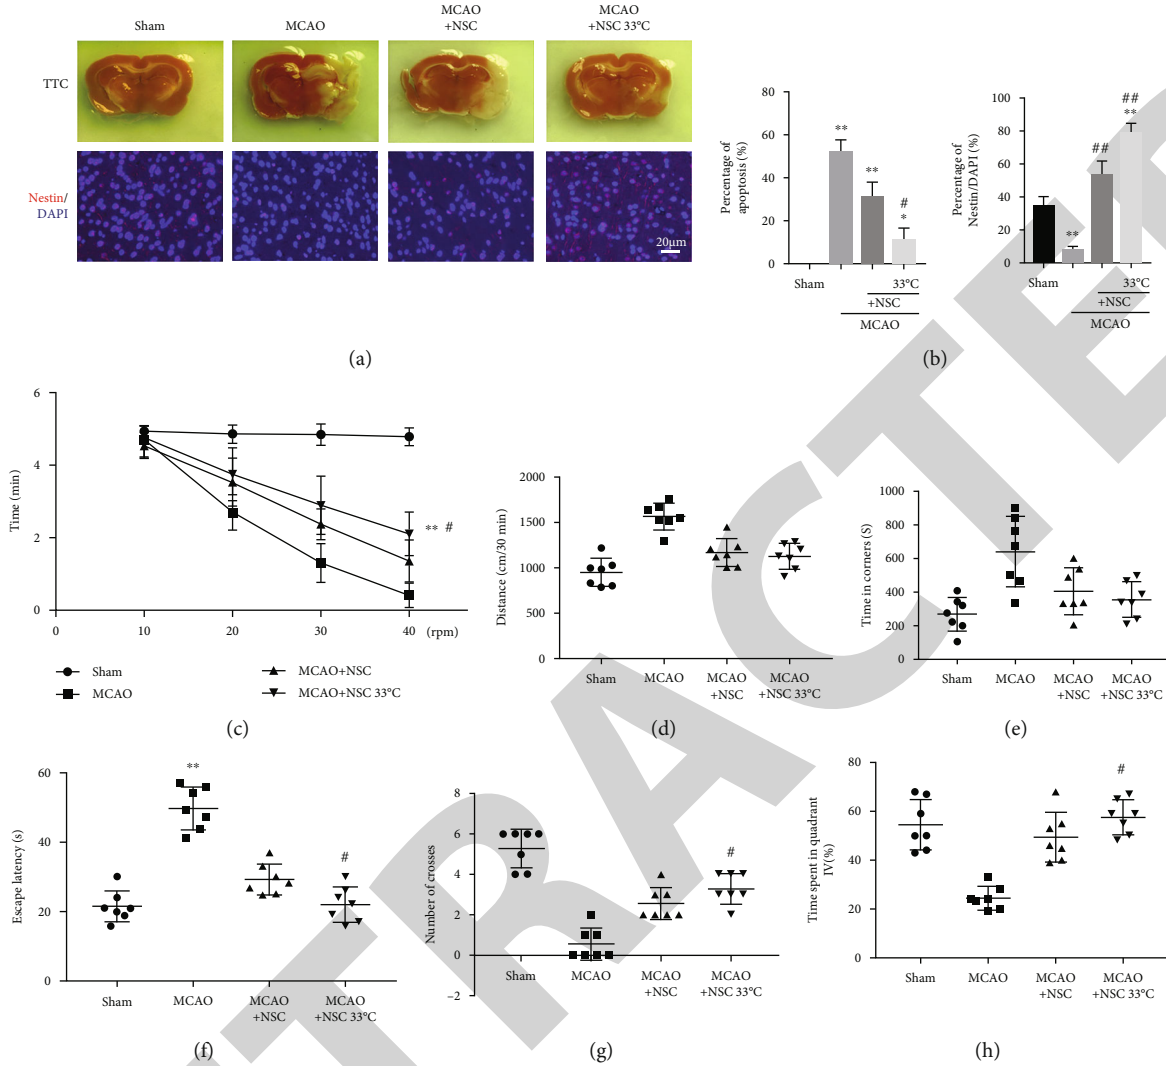 Sham
MCAO
MCAO
+NSC
MCAO
+NSC 33°C
TTC
Nestin/
DAPI
20μm
(a)
Percentage of
apoptosis (%)
80
60
40
20
0
**
**
#
*
Sham
33°C
+NSC
MCAO
Percentage of
Nestin/DAPI (%)
100
80
60
40
20
0
**
##
##
**
Sham
33°C
+NSC
MCAO
(b)
Time (min)
6
4
2
0
0
10
20
30
40
(rpm)
** #
Sham
MCAO
MCAO+NSC
MCAO+NSC 33°C
(c)
Distance (cm/30 min)
2000
1500
1000
500
0
Sham
MCAO
MCAO
+NSC
MCAO
+NSC 33°C
(d)
Time in corners (S)
1000
800
600
400
200
0
Sham
MCAO
MCAO
+NSC
MCAO
+NSC 33°C
(e)
Escape latency (s)
60
40
20
0
**
#
Sham
MCAO
MCAO
+NSC
MCAO
+NSC 33°C
(f)
Number of crosses
8
6
4
2
0
−2
#
Sham
MCAO
MCAO
+NSC
MCAO
+NSC 33°C
(g)
Time spent in quadrant
IV (%)
80
60
40
20
0
#
Sham
MCAO
MCAO
+NSC
MCAO
+NSC 33°C
(h)
TRACTE